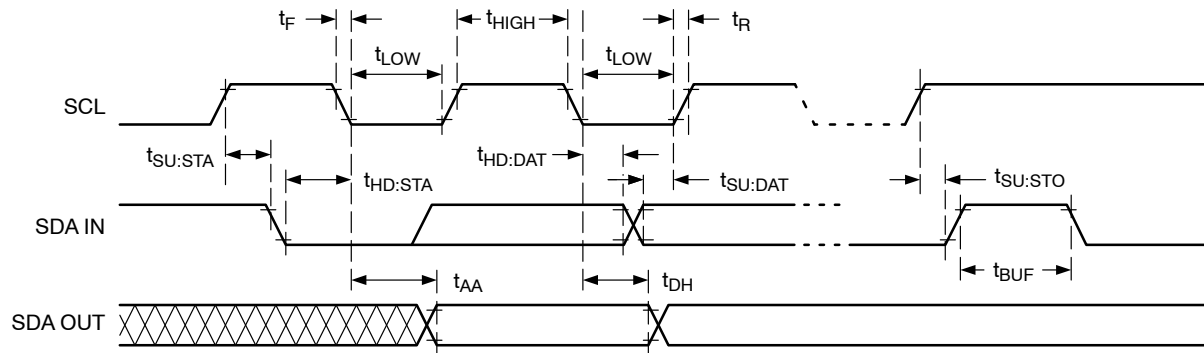 tF
tHIGH
tR
tLOW
tLOW
SCL
tSU:STA
tHD:STA
tHD:DAT
tSU:DAT
tSU:STO
SDA IN
tBUF
tAA
tDH
SDA OUT